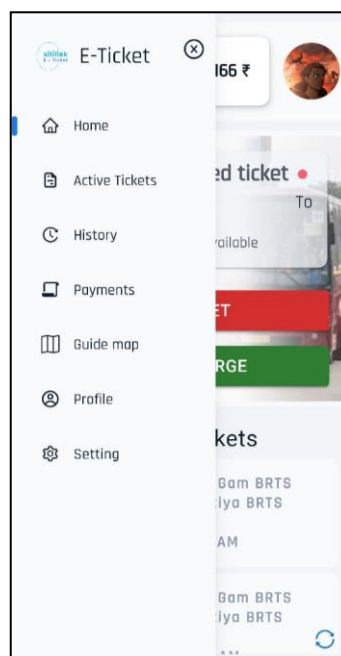 E-Ticket
Home
Active Tickets
History
Payments
Guide map
Profile
Setting
166 ₹
ed ticket
To
vailable
ET
RGE
kets
Gam BRTS
iya BRTS
AM
Gam BRTS
iya BRTS